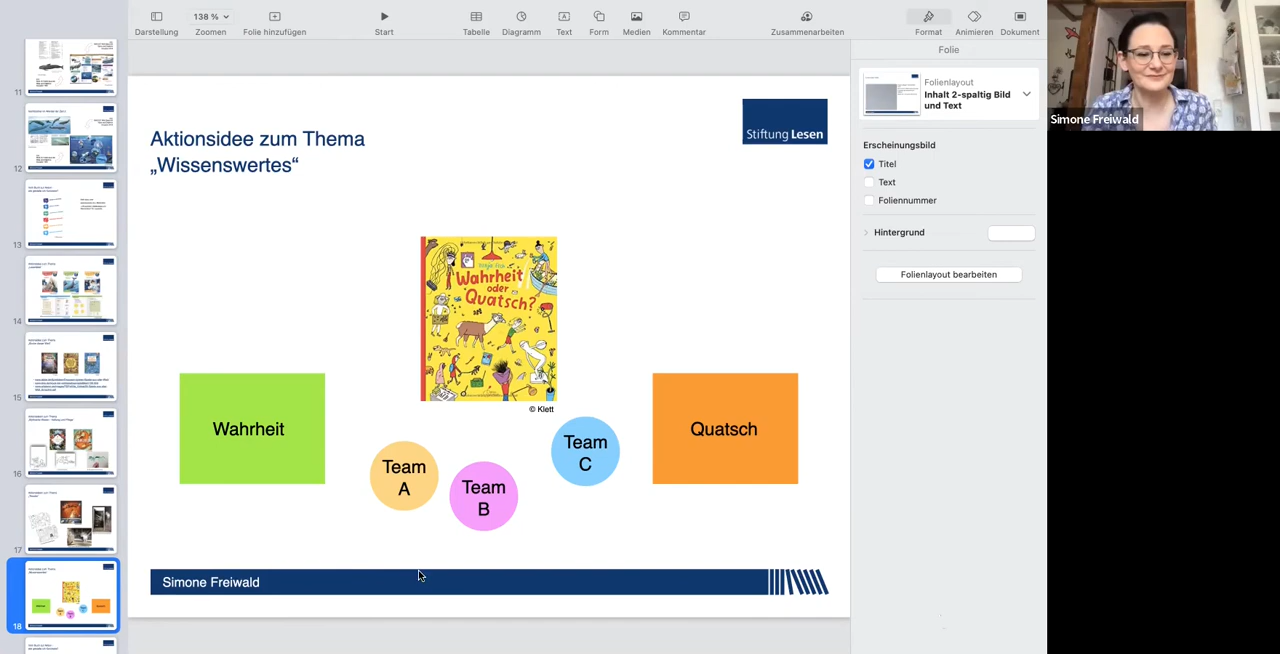 138 %
Darstellung
Zoomen
Folie hinzufügen
Start
Tabelle
Diagramm
Text
Form
Medien
Kommentar
Zusammenarbeiten
Format
Animieren
Dokument
11
12
13
14
15
16
17
18
Aktionsidee zum Thema
„Wissenswertes“
Stiftung Lesen
Wahrheit
oder
Quatsch?
© Klett
Wahrheit
Quatsch
Team
A
Team
B
Team
C
Simone Freiwald
Folie
Folienlayout
Inhalt 2-spaltig Bild
und Text
Erscheinungsbild
Titel
Text
Foliennummer
Hintergrund
Folienlayout bearbeiten
Simone Freiwald